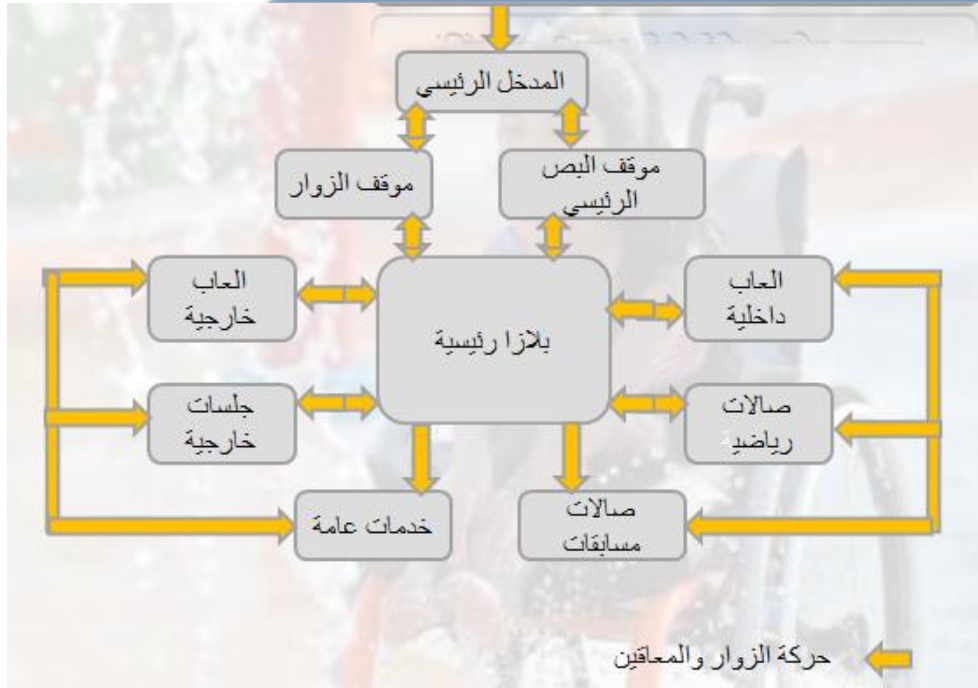 المدخل الرئيسي
موقف البص
الرئيسي
موقف الزوار
العاب
داخلية
بلازا رئيسية
العاب
خارجية
صالات
رياضية
جلسات
خارجية
صالات
مسابقات
خدمات عامة
حركة الزوار والمعاقين